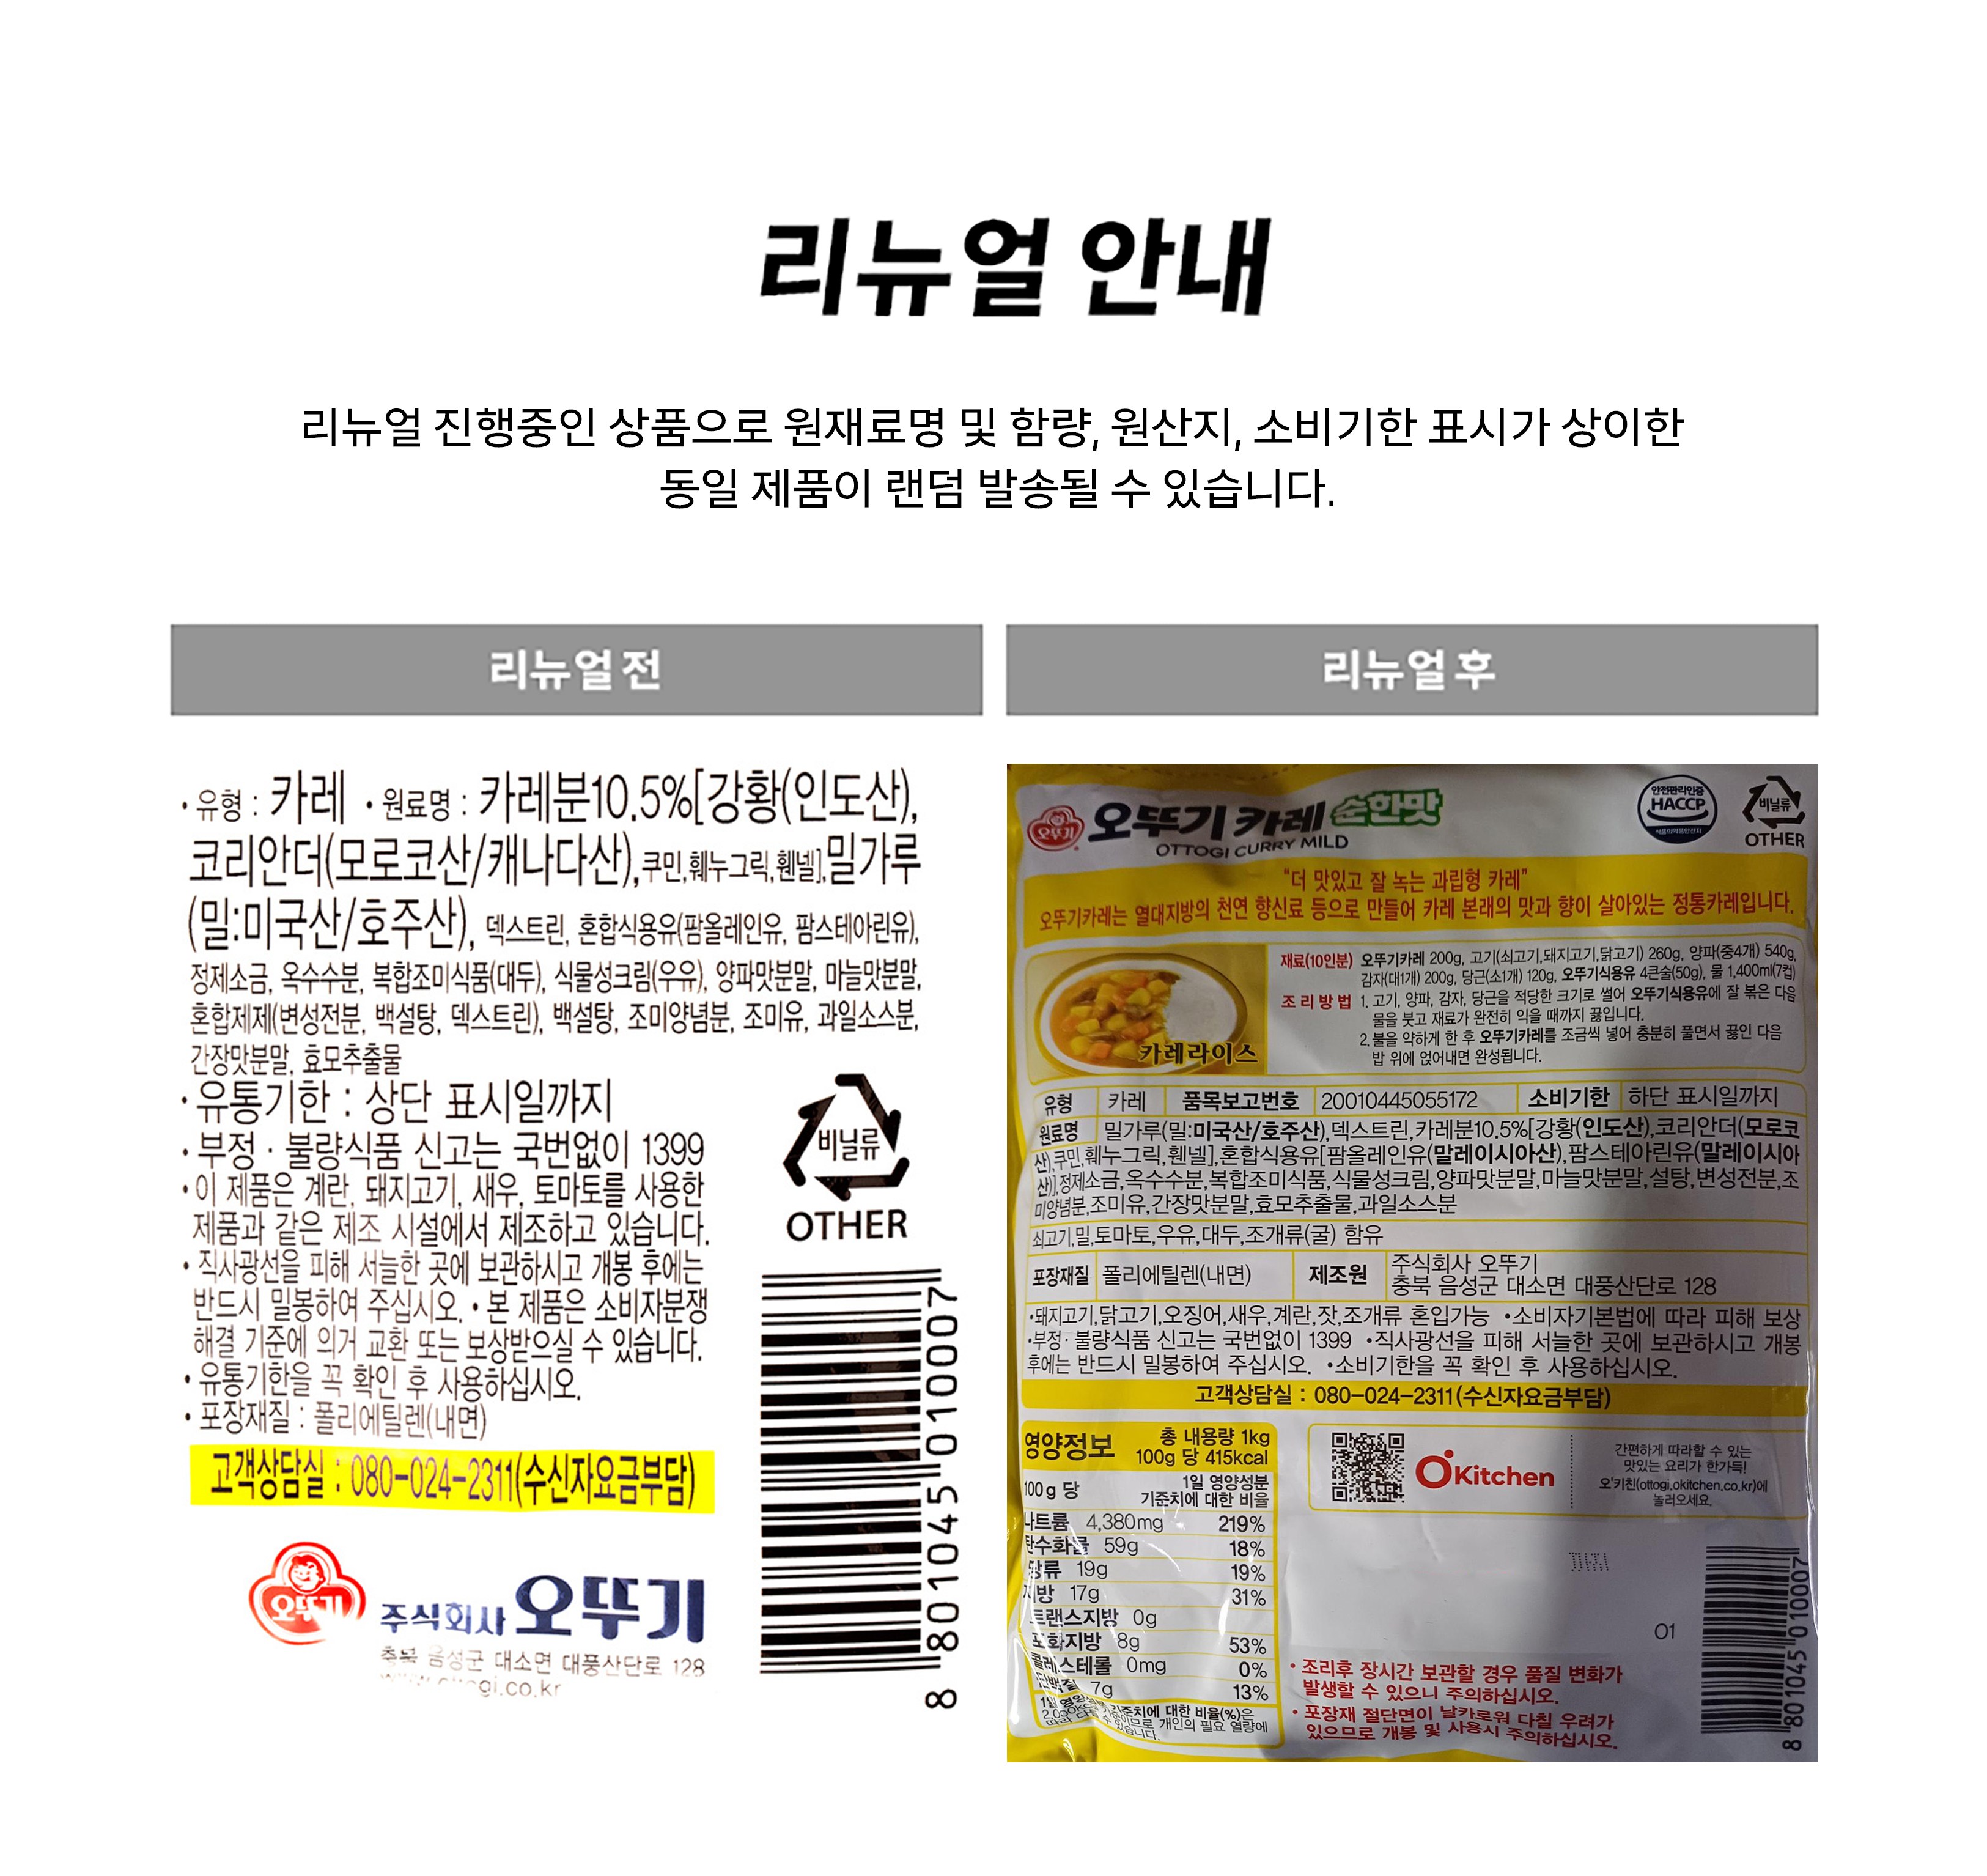 리뉴얼 안내
리뉴얼 진행중인 상품으로 원재료명 및 함량, 원산지, 소비기한 표시가 상이한
동일 제품이 랜덤 발송될 수 있습니다.
리뉴얼 전
• 유형 : 카레 • 원료명 : 카레분10.5%[강황(인도산),
코리안더(모로코산/캐나다산),쿠민,훼누그릭,휀넬],밀가루
(밀:미국산/호주산), 덱스트린, 혼합식용유(팜올레인유, 팜스테아린유),
정제소금, 옥수수분, 복합조미식품(대두), 식물성크림(우유), 양파맛분말, 마늘맛분말,
혼합제제(변성전분, 백설탕, 덱스트린), 백설탕, 조미양념분, 조미유, 과일소스분,
간장맛분말, 효모추출물
• 유통기한 : 상단 표시일까지
• 부정 · 불량식품 신고는 국번없이 1399
• 이 제품은 계란, 돼지고기, 새우, 토마토를 사용한
제품과 같은 제조 시설에서 제조하고 있습니다.
• 직사광선을 피해 서늘한 곳에 보관하시고 개봉 후에는
반드시 밀봉하여 주십시오. • 본 제품은 소비자분쟁
해결 기준에 의거 교환 또는 보상받으실 수 있습니다.
• 유통기한을 꼭 확인 후 사용하십시오.
• 포장재질 : 폴리에틸렌(내면)
고객상담실 : 080-024-2311(수신자요금부담)
비닐류
OTHER
오뚜기
주식회사 오뚜기
충북 음성군 대소면 대풍산단로 128
8 801045 010007
리뉴얼 후
오뚜기
오뚜기 카레 순한맛
OTTOGI CURRY MILD
안전관리인증
HACCP
식품의약품안전처
비닐류
OTHER
"더 맛있고 잘 녹는 과립형 카레"
오뚜기카레는 열대지방의 천연 향신료 등으로 만들어 카레 본래의 맛과 향이 살아있는 정통카레입니다.
카레라이스
재료(10인분) 오뚜기카레 200g, 고기(쇠고기,돼지고기,닭고기) 260g, 양파(중4개) 540g,
감자(대1개) 200g, 당근(소1개) 120g, 오뚜기식용유 4큰술(50g), 물 1,400ml(7컵)
조리방법 1. 고기, 양파, 감자, 당근을 적당한 크기로 썰어 오뚜기식용유에 잘 볶은 다음
물을 붓고 재료가 완전히 익을 때까지 끓입니다.
2. 불을 약하게 한 후 오뚜기카레를 조금씩 넣어 충분히 풀면서 끓인 다음
밥 위에 얹어내면 완성됩니다.
유형 카레 품목보고번호 20010445055172 소비기한 하단 표시일까지
원료명 밀가루(밀:미국산/호주산),덱스트린,카레분10.5%[강황(인도산),코리안더(모로코
산),쿠민,훼누그릭,휀넬],혼합식용유[팜올레인유(말레이시아산),팜스테아린유(말레이시아
산)],정제소금,옥수수분,복합조미식품,식물성크림,양파맛분말,마늘맛분말,설탕,변성전분,조
미양념분,조미유,간장맛분말,효모추출물,과일소스분
쇠고기,밀,토마토,우유,대두,조개류(굴) 함유
포장재질 폴리에틸렌(내면) 제조원 주식회사 오뚜기
충북 음성군 대소면 대풍산단로 128
•돼지고기,닭고기,오징어,새우,계란,잣,조개류 혼입가능 •소비자기본법에 따라 피해 보상
•부정· 불량식품 신고는 국번없이 1399 •직사광선을 피해 서늘한 곳에 보관하시고 개봉
후에는 반드시 밀봉하여 주십시오. •소비기한을 꼭 확인 후 사용하십시오.
고객상담실 : 080-024-2311(수신자요금부담)
영양정보 총 내용량 1kg
100g 당 415kcal
100g 당 1일 영양성분
기준치에 대한 비율
나트륨 4,380mg 219%
탄수화물 59g 18%
당류 19g 19%
지방 17g 31%
트랜스지방 0g
포화지방 8g 53%
콜레스테롤 0mg 0%
단백질 7g 13%
기준치에 대한 비율(%)은
개인의 필요 열량에
O'Kitchen
간편하게 따라할 수 있는
맛있는 요리가 한가득!
오'키친(ottogi.okitchen.co.kr)에
놀러오세요.
까지
01
• 조리후 장시간 보관할 경우 품질 변화가
발생할 수 있으니 주의하십시오.
• 포장재 절단면이 날카로워 다칠 우려가
있으므로 개봉 및 사용시 주의하십시오.
8 801045 010007